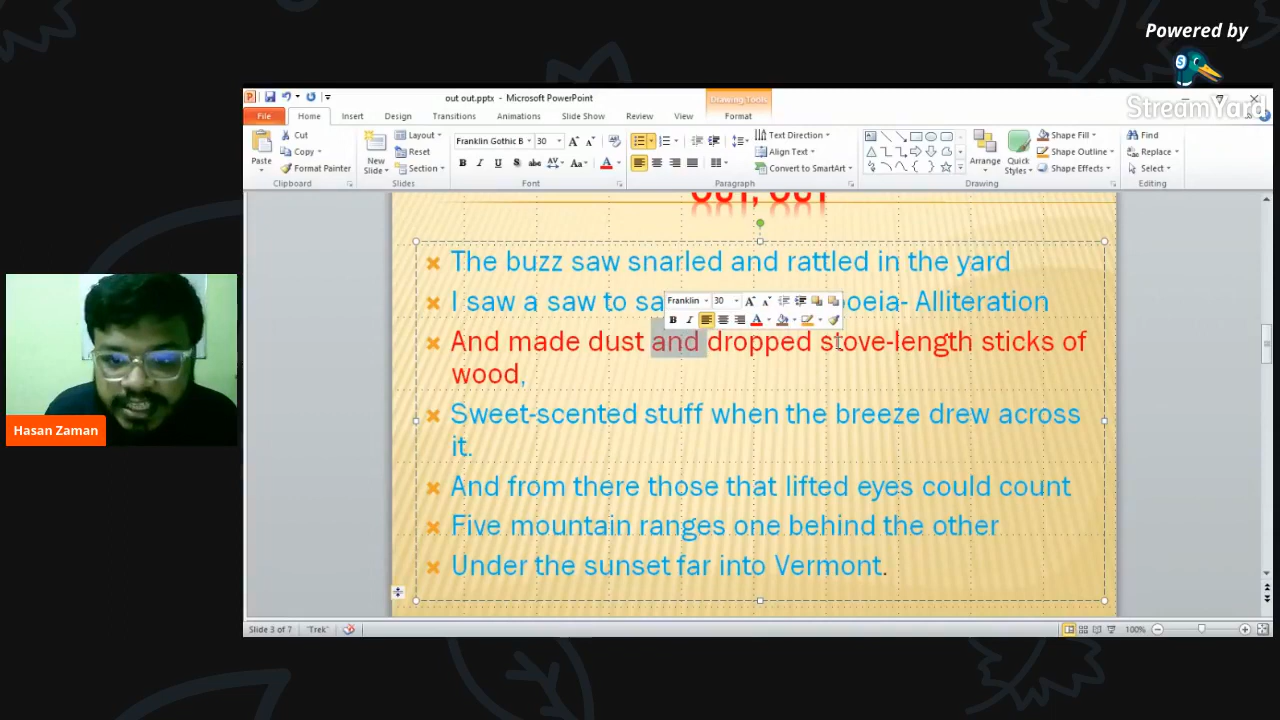 Powered by
StreamYard
out out.pptx - Microsoft PowerPoint
Drawing Tools
File Home Insert Design Transitions Animations Slide Show Review View Format
Paste
Cut
Copy
Format Painter
Clipboard
New Slide
Layout
Reset
Section
Slides
Franklin Gothic B 30
Font
Text Direction
Align Text
Convert to SmartArt
Paragraph
Arrange
Quick Styles
Shape Fill
Shape Outline
Shape Effects
Drawing
Find
Replace
Select
Editing
OUT, OUT
The buzz saw snarled and rattled in the yard
I saw a saw to sa poeia- Alliteration
Franklin 30
And made dust and dropped stove-length sticks of
wood,
Sweet-scented stuff when the breeze drew across
it.
And from there those that lifted eyes could count
Five mountain ranges one behind the other
Under the sunset far into Vermont.
Hasan Zaman
Slide 3 of 7 "Trek" 100%